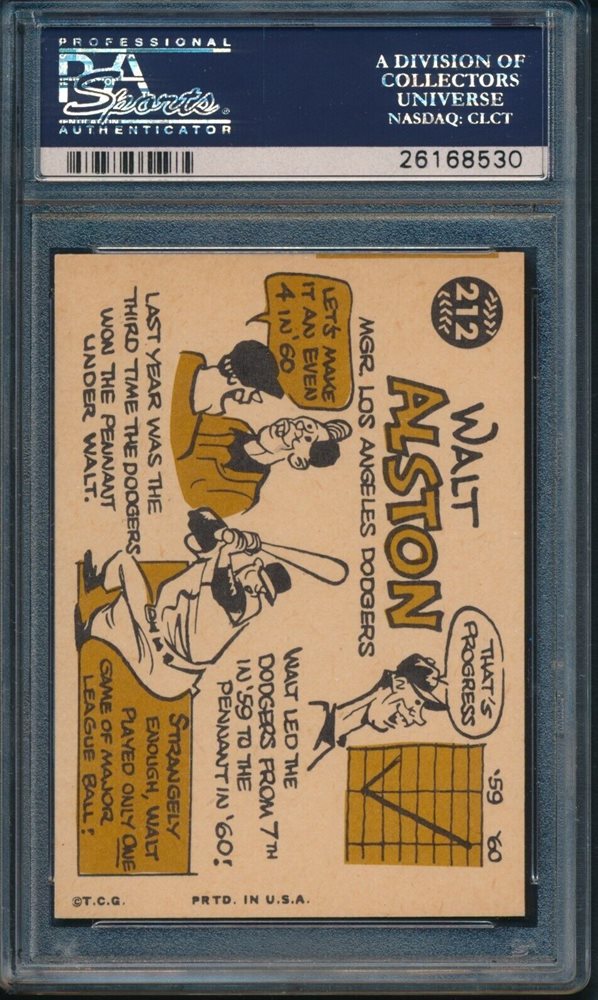 PROFESSIONAL
PSA
Sports
AUTHENTICATOR
A DIVISION OF
COLLECTORS
UNIVERSE
NASDAQ: CLCT
26168530
212
WALT
ALSTON
MGR. LOS ANGELES DODGERS
LET'S MAKE
IT AN EVEN
4 IN '60
LAST YEAR WAS THE
THIRD TIME THE DODGERS
WON THE PENNANT
UNDER WALT.
THAT'S
PROGRESS
'59 '60
WALT LED THE
DODGERS FROM 7TH
IN '59 TO THE
PENNANT IN '60!
STRANGELY
ENOUGH, WALT
PLAYED ONLY ONE
GAME OF MAJOR
LEAGUE BALL!
©T.C.G. PRTD. IN U.S.A.